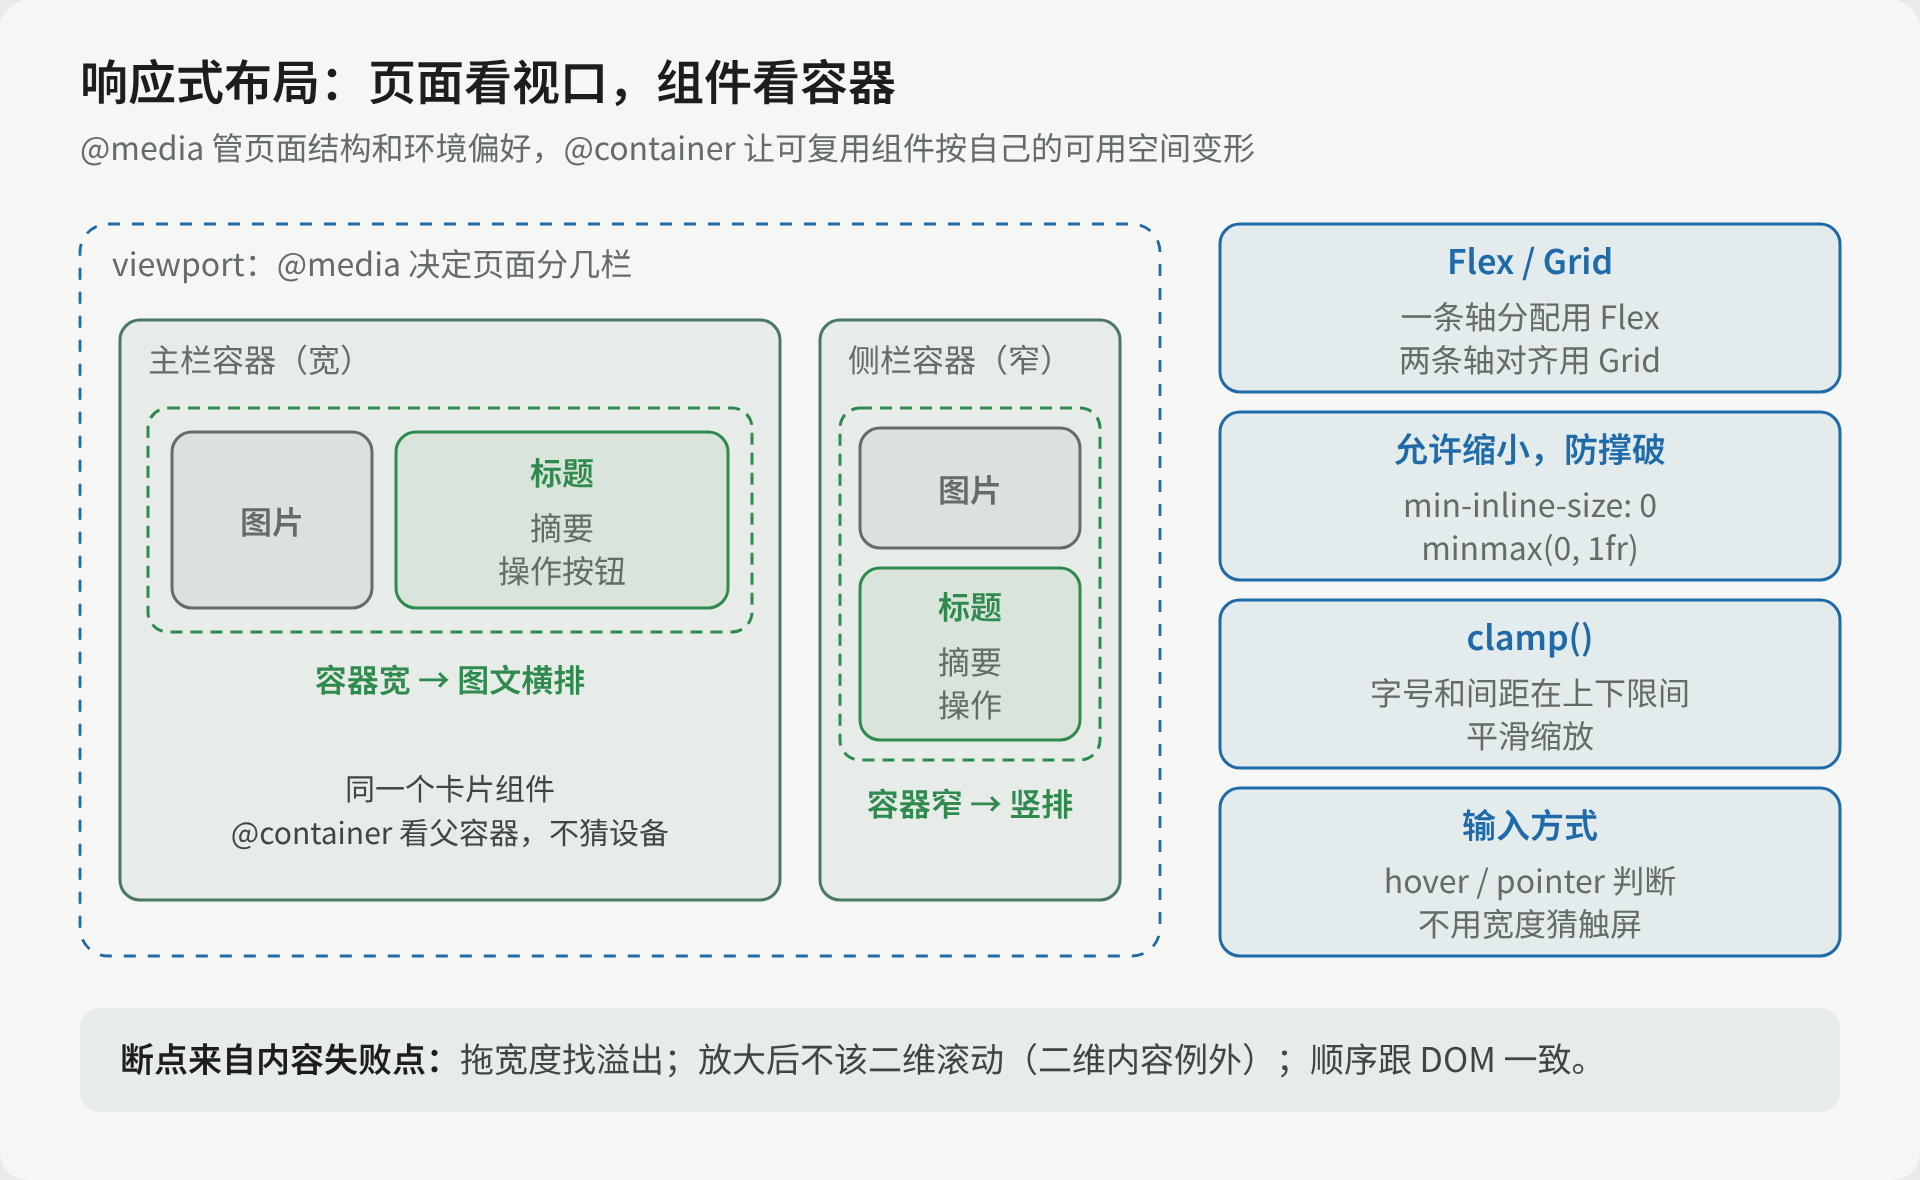 响应式布局：页面看视口，组件看容器
@media 管页面结构和环境偏好，@container 让可复用组件按自己的可用空间变形
viewport：@media 决定页面分几栏
主栏容器（宽）
图片
标题
摘要
操作按钮
容器宽 → 图文横排
同一个卡片组件
@container 看父容器，不猜设备
侧栏容器（窄）
图片
标题
摘要
操作
容器窄 → 竖排
Flex / Grid
一条轴分配用 Flex
两条轴对齐用 Grid
允许缩小，防撑破
min-inline-size: 0
minmax(0, 1fr)
clamp()
字号和间距在上下限间
平滑缩放
输入方式
hover / pointer 判断
不用宽度猜触屏
断点来自内容失败点：拖宽度找溢出；放大后不该二维滚动（二维内容例外）；顺序跟 DOM 一致。